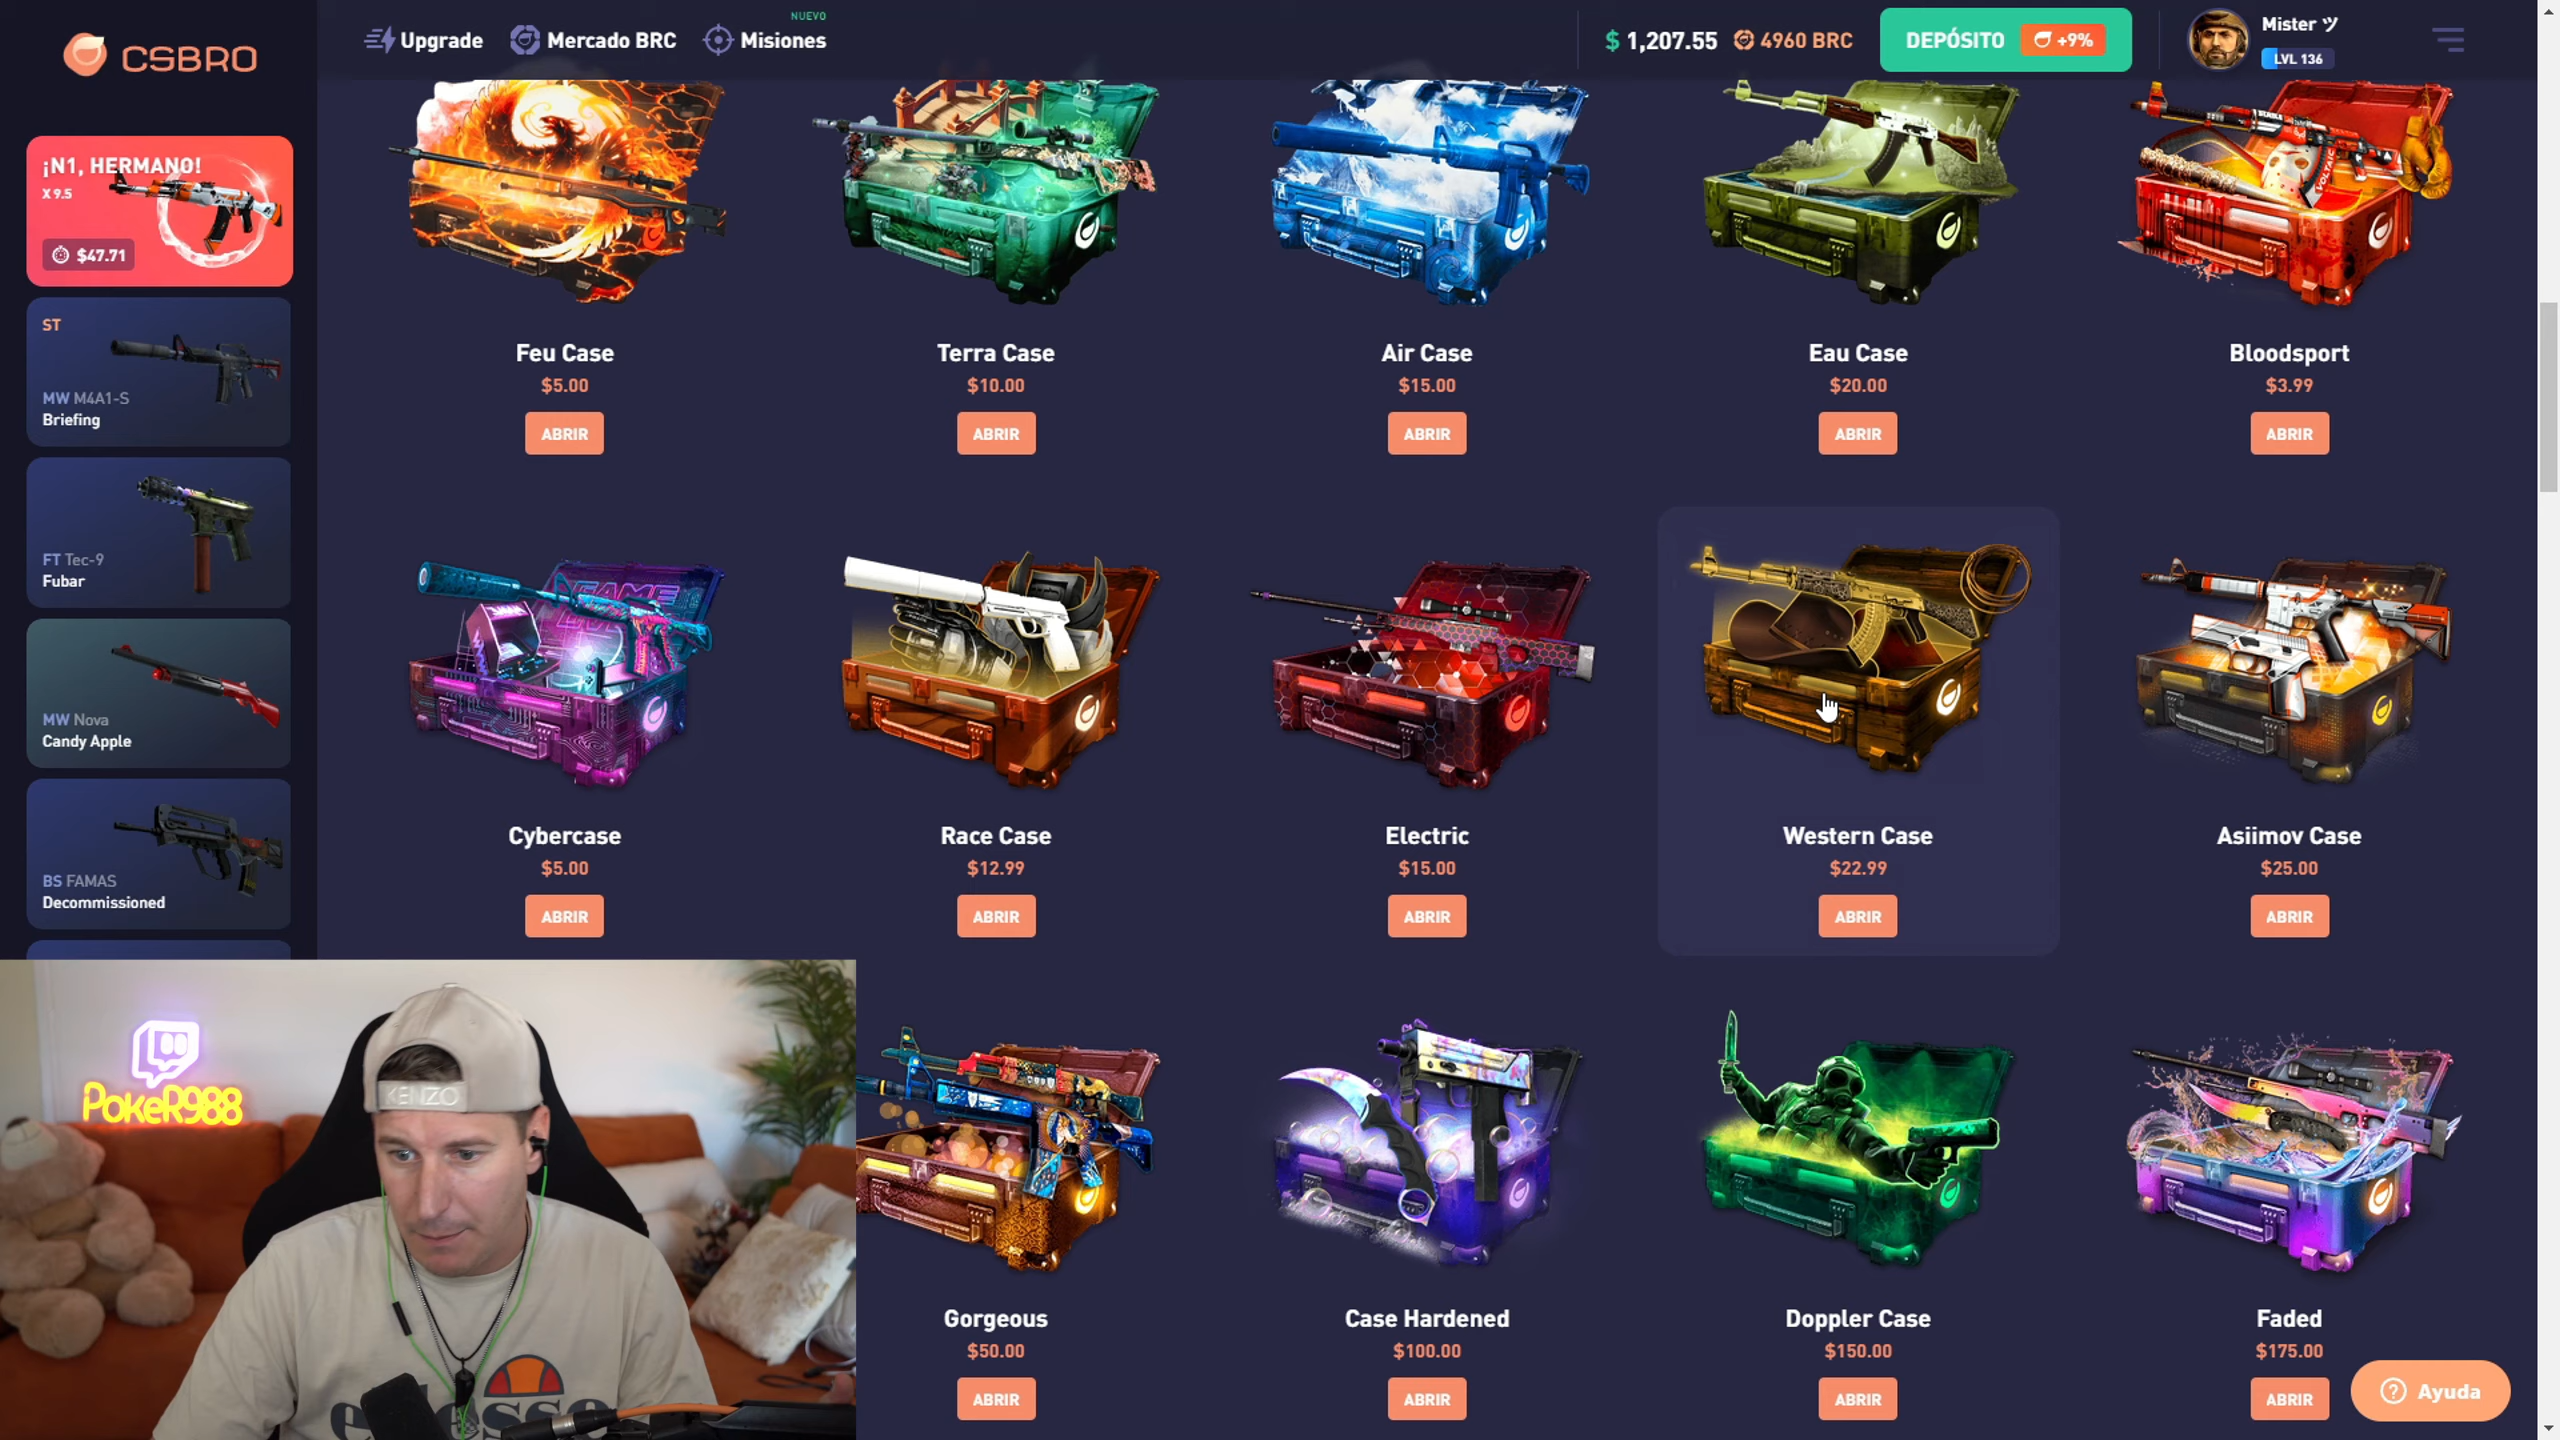 CSBRO
Upgrade
Mercado BRC
NUEVO
Misiones
$ 1,207.55
4960 BRC
DEPÓSITO
+9%
Mister ツ
LVL 136
¡N1, HERMANO!
X 9.5
$47.71
ST
MW M4A1-S
Briefing
FT Tec-9
Fubar
MW Nova
Candy Apple
BS FAMAS
Decommissioned
Feu Case
$5.00
ABRIR
Terra Case
$10.00
ABRIR
Air Case
$15.00
ABRIR
Eau Case
$20.00
ABRIR
Bloodsport
$3.99
ABRIR
Cybercase
$5.00
ABRIR
Race Case
$12.99
ABRIR
Electric
$15.00
ABRIR
Western Case
$22.99
ABRIR
Asiimov Case
$25.00
ABRIR
Gorgeous
$50.00
ABRIR
Case Hardened
$100.00
ABRIR
Doppler Case
$150.00
ABRIR
Faded
$175.00
ABRIR
Ayuda
PokeR988
KENZO